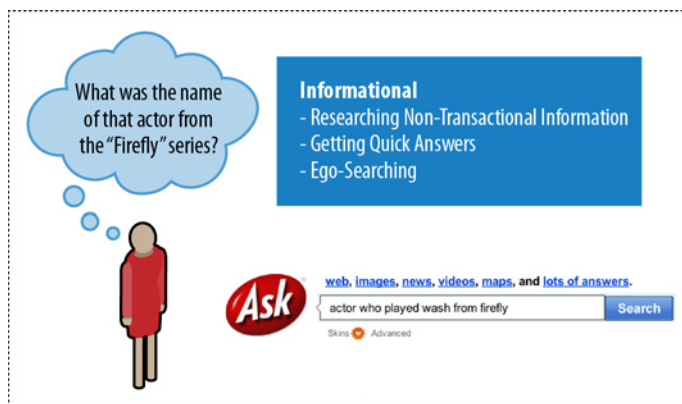 What was the name
of that actor from
the “Firefly” series?
Informational
- Researching Non-Transactional Information
- Getting Quick Answers
- Ego-Searching
web, images, news, videos, maps, and lots of answers.
Ask
actor who played wash from firefly
Search
Skins Advanced